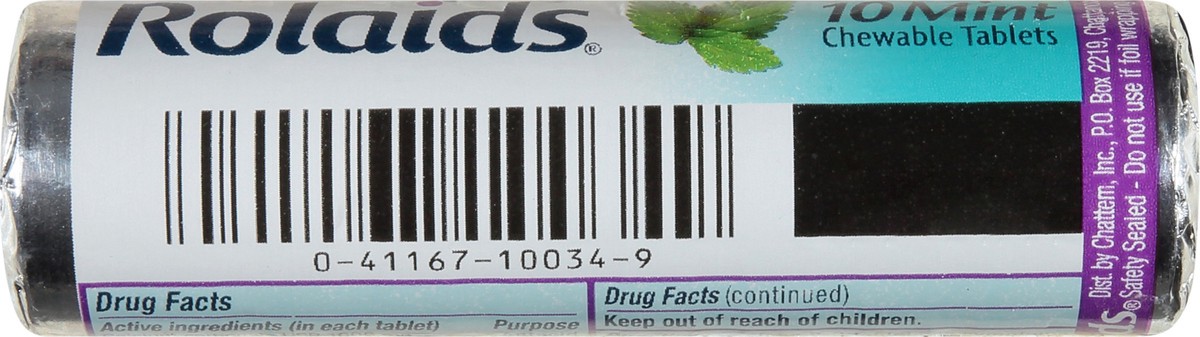 Rolaids®
10 Mint
Chewable Tablets
0-41167-10034-9
Drug Facts
Active ingredients (in each tablet) Purpose
Drug Facts (continued)
Keep out of reach of children.
Dist. by Chattem, Inc., P.O. Box 2219,
Safety Sealed - Do not use if foil wrapping
ds®